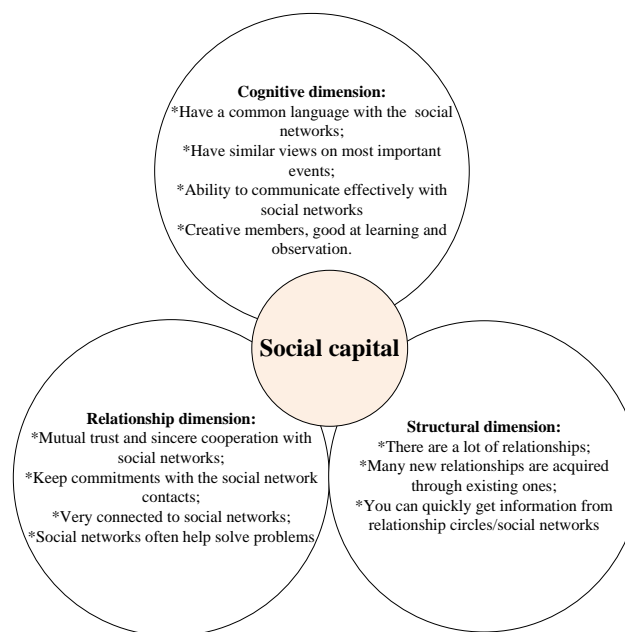 Cognitive dimension:
*Have a common language with the social
networks;
*Have similar views on most important
events;
*Ability to communicate effectively with
social networks
*Creative members, good at learning and
observation.
Social capital
Relationship dimension:
*Mutual trust and sincere cooperation with
social networks;
*Keep commitments with the social network
contacts;
*Very connected to social networks;
*Social networks often help solve problems
Structural dimension:
*There are a lot of relationships;
*Many new relationships are acquired
through existing ones;
*You can quickly get information from
relationship circles/social networks